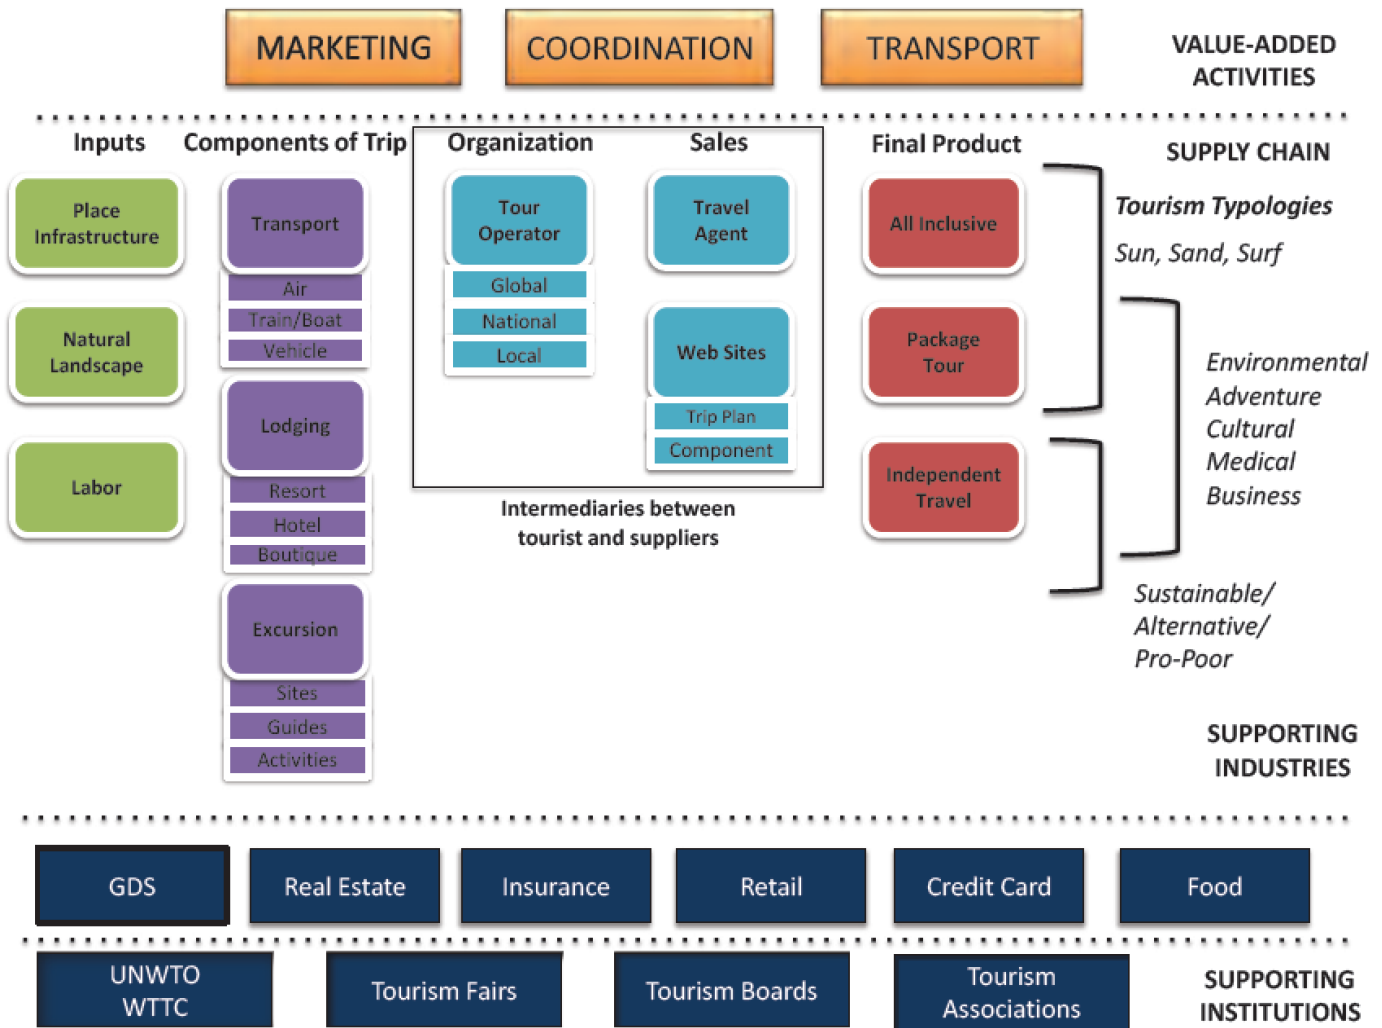 MARKETING
COORDINATION
TRANSPORT
VALUE-ADDED
ACTIVITIES
Inputs
Components of Trip
Organization
Sales
Final Product
SUPPLY CHAIN
Place
Infrastructure
Natural
Landscape
Labor
Transport
Air
Train/Boat
Vehicle
Lodging
Resort
Hotel
Boutique
Excursion
Sites
Guides
Activities
Tour
Operator
Global
National
Local
Travel
Agent
Web Sites
Trip Plan
Component
Intermediaries between
tourist and suppliers
All Inclusive
Package
Tour
Independent
Travel
Tourism Typologies
Sun, Sand, Surf
Environmental
Adventure
Cultural
Medical
Business
Sustainable/
Alternative/
Pro-Poor
SUPPORTING
INDUSTRIES
GDS
Real Estate
Insurance
Retail
Credit Card
Food
UNWTO
WTTC
Tourism Fairs
Tourism Boards
Tourism
Associations
SUPPORTING
INSTITUTIONS